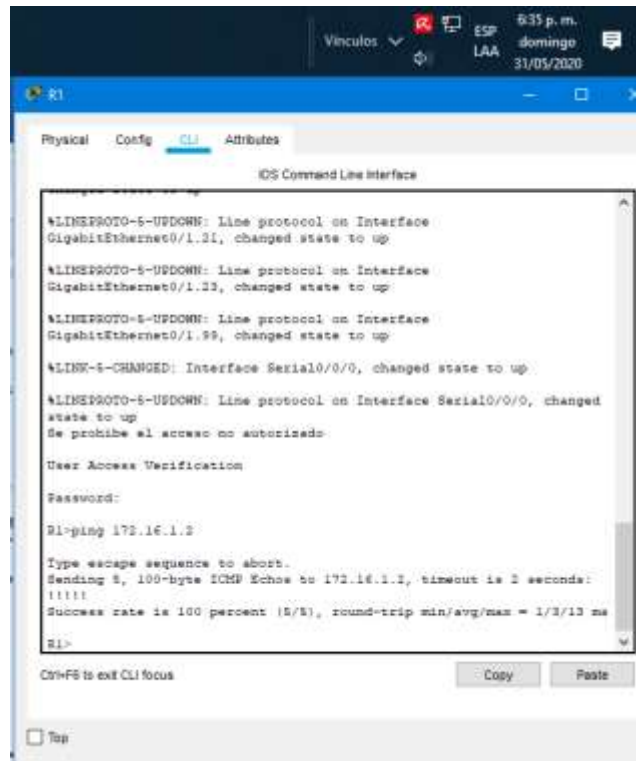 Vínculos
ESP
LAA
6:35 p. m.
domingo
31/05/2020
R1
Physical Config CLI Attributes
IOS Command Line Interface
changed state to up
%LINEPROTO-5-UPDOWN: Line protocol on Interface
GigabitEthernet0/1.21, changed state to up
%LINEPROTO-5-UPDOWN: Line protocol on Interface
GigabitEthernet0/1.23, changed state to up
%LINEPROTO-5-UPDOWN: Line protocol on Interface
GigabitEthernet0/1.99, changed state to up
%LINK-5-CHANGED: Interface Serial0/0/0, changed state to up
%LINEPROTO-5-UPDOWN: Line protocol on Interface Serial0/0/0, changed
state to up
Se prohibe el acceso no autorizado
User Access Verification
Password:
R1>ping 172.16.1.2
Type escape sequence to abort.
Sending 5, 100-byte ICMP Echos to 172.16.1.2, timeout is 2 seconds:
!!!!!
Success rate is 100 percent (5/5), round-trip min/avg/max = 1/3/13 ms
R1>
Ctrl+F6 to exit CLI focus
Copy Paste
Top